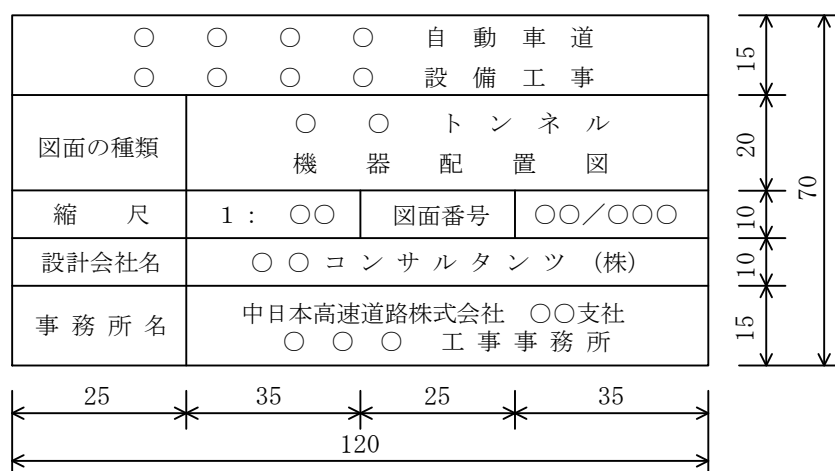 ○ ○ ○ ○ 自 動 車 道
○ ○ ○ ○ 設 備 工 事
図面の種類
○ ○ ト ン ネ ル
機 器 配 置 図
縮 尺 1 : ○○ 図面番号 ○○/○○○
設計会社名 ○ ○ コ ン サ ル タ ン ツ (株)
事 務 所 名
中日本高速道路株式会社 ○○支社
○ ○ ○ 工 事 事 務 所
15
20
10
10
15
70
25 35 25 35
120